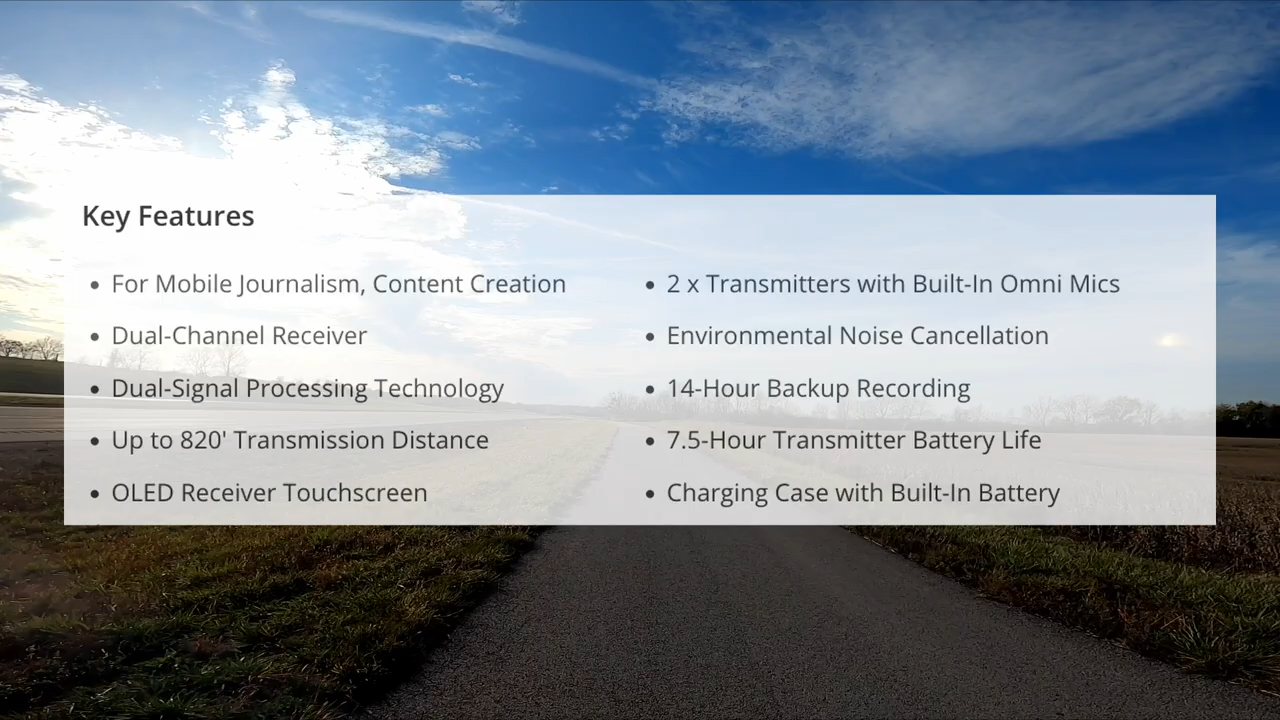 Key Features
For Mobile Journalism, Content Creation
Dual-Channel Receiver
Dual-Signal Processing Technology
Up to 820' Transmission Distance
OLED Receiver Touchscreen
2 x Transmitters with Built-In Omni Mics
Environmental Noise Cancellation
14-Hour Backup Recording
7.5-Hour Transmitter Battery Life
Charging Case with Built-In Battery